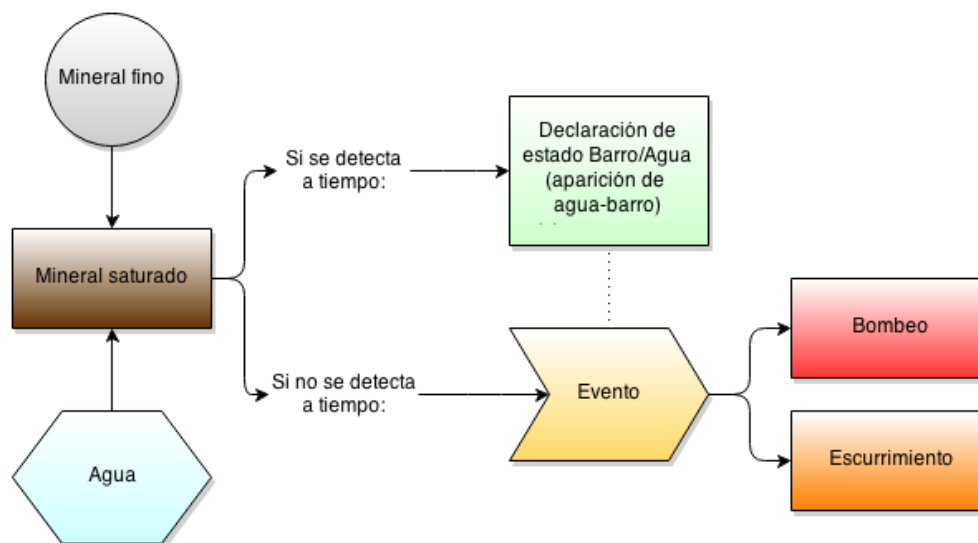 Mineral fino
Mineral saturado
Agua
Si se detecta
a tiempo:
Declaración de
estado Barro/Agua
(aparición de
agua-barro)
Si no se detecta
a tiempo:
Evento
Bombeo
Escurrimiento